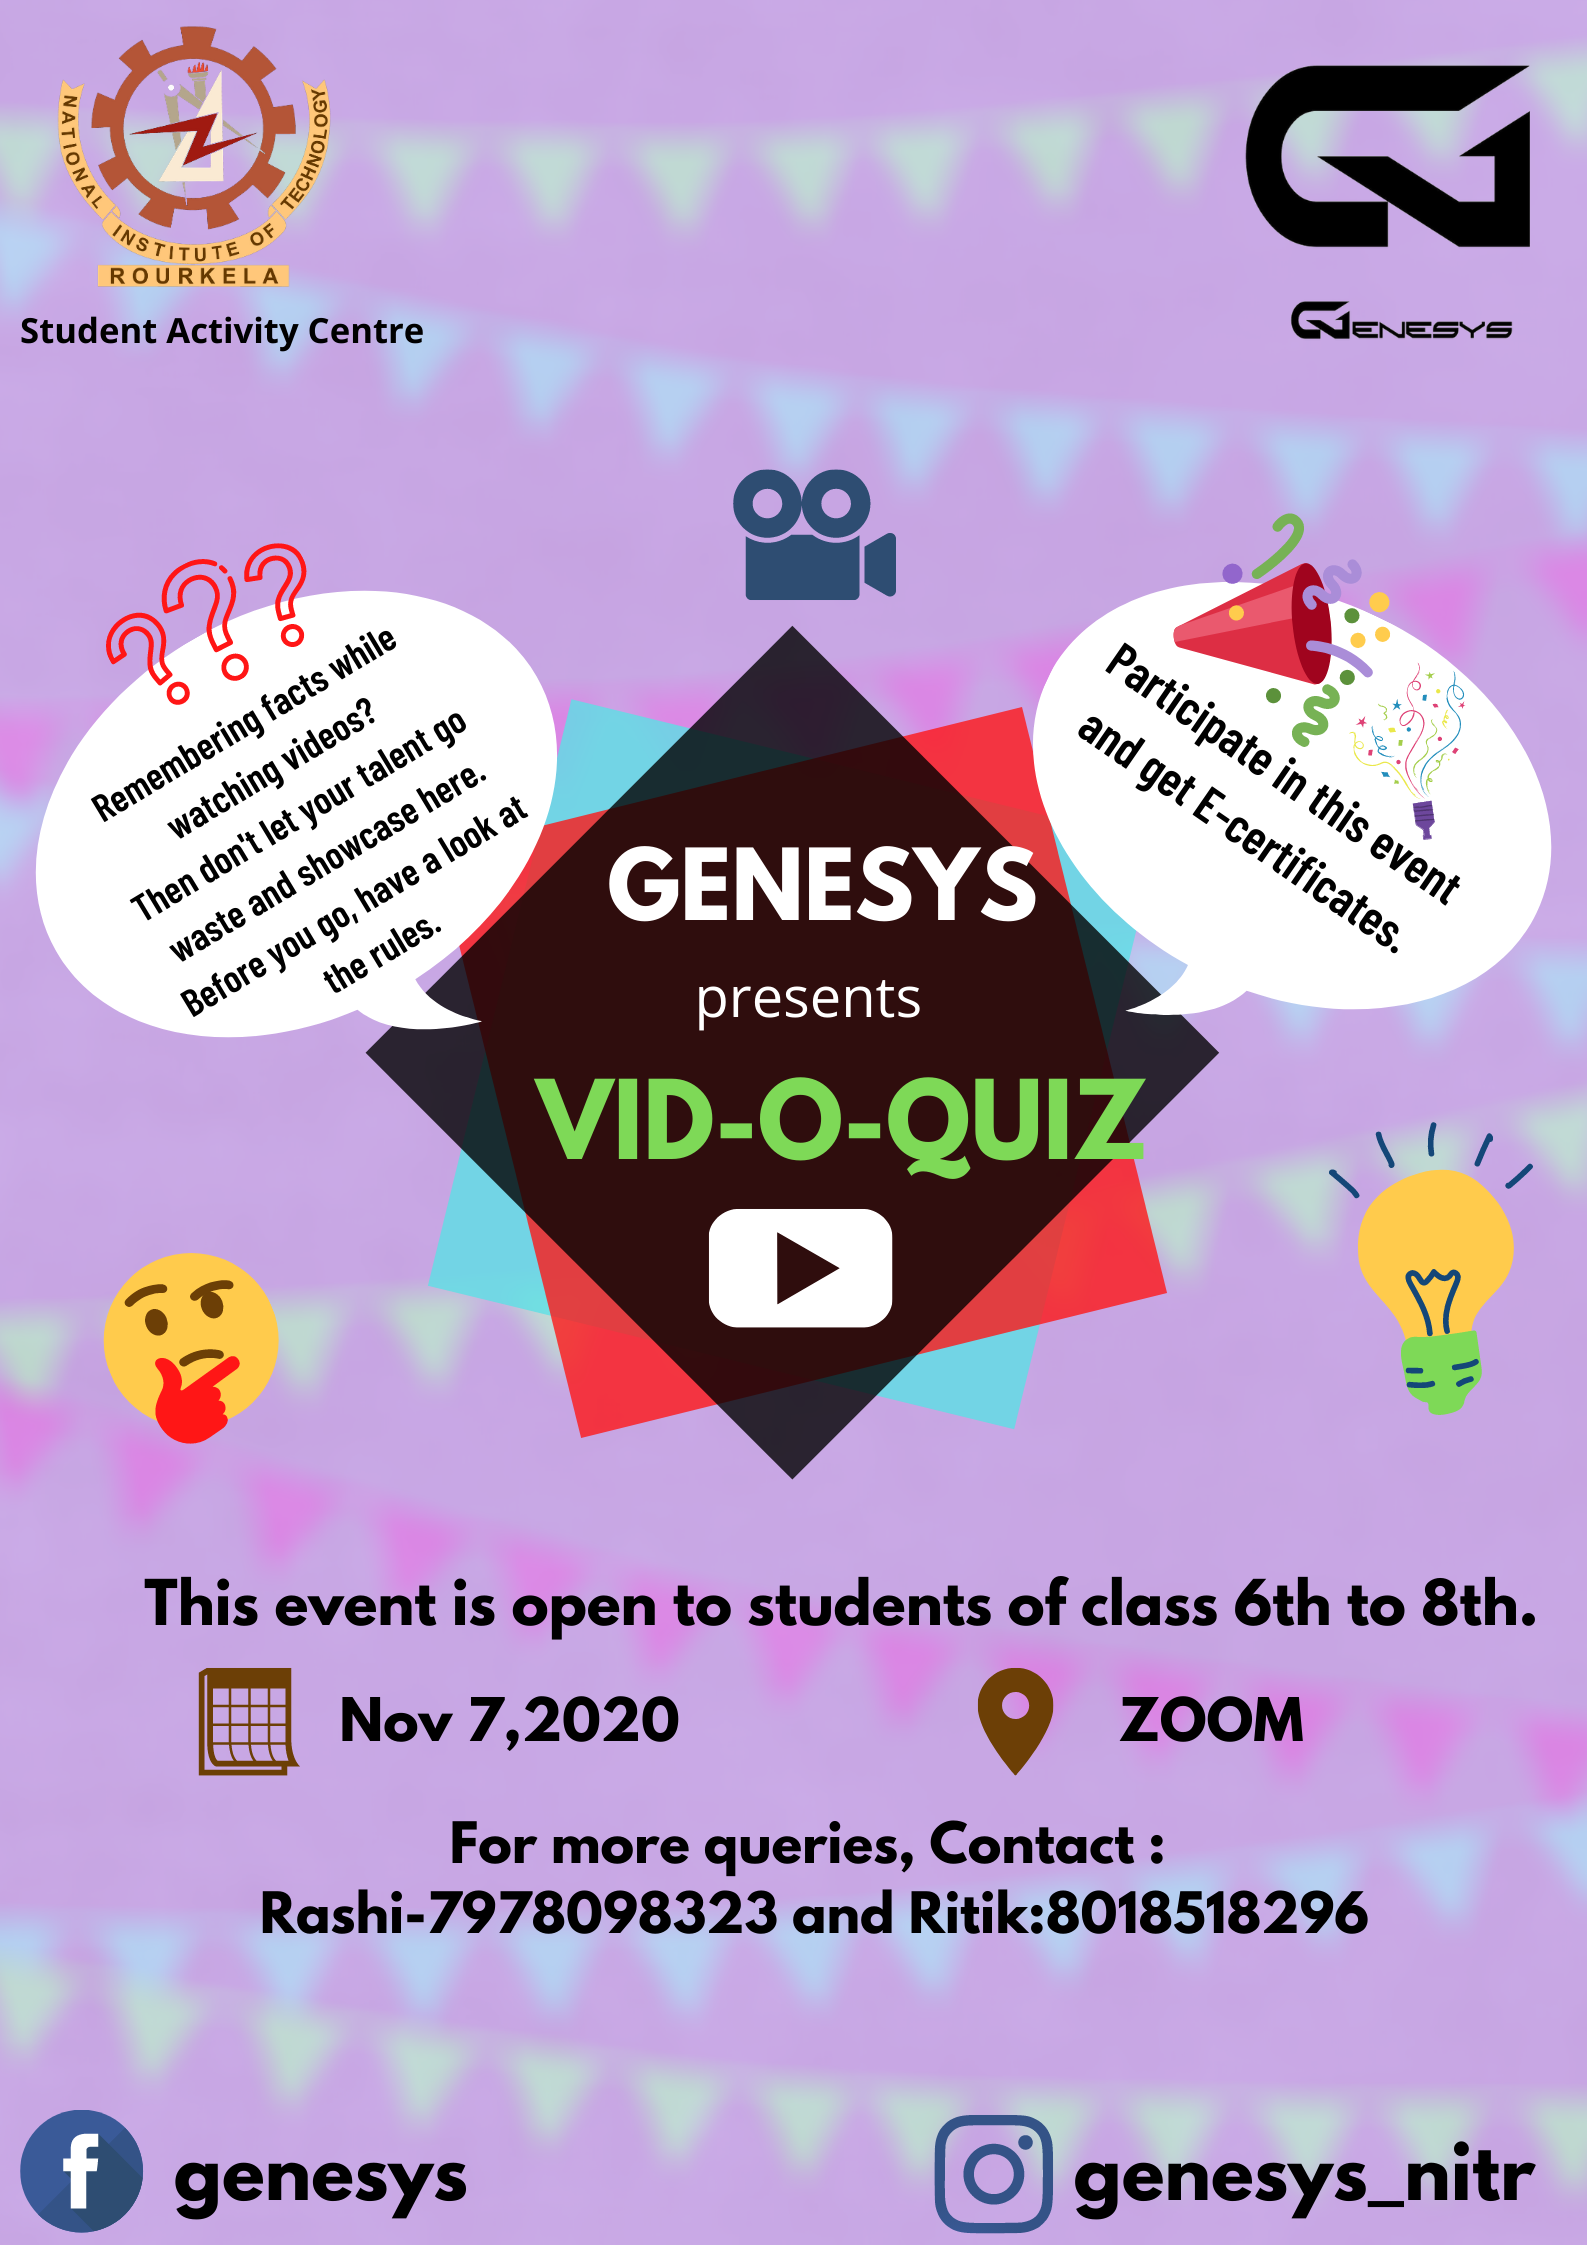 NATIONAL INSTITUTE OF TECHNOLOGY
ROURKELA
Student Activity Centre
GENESYS
Remembering facts while
watching videos?
Then don't let your talent go
waste and showcase here.
Before you go, have a look at
the rules.
Participate in this event
and get E-certificates.
GENESYS
presents
VID-O-QUIZ
This event is open to students of class 6th to 8th.
Nov 7,2020
ZOOM
For more queries, Contact :
Rashi-7978098323 and Ritik:8018518296
genesys
genesys_nitr